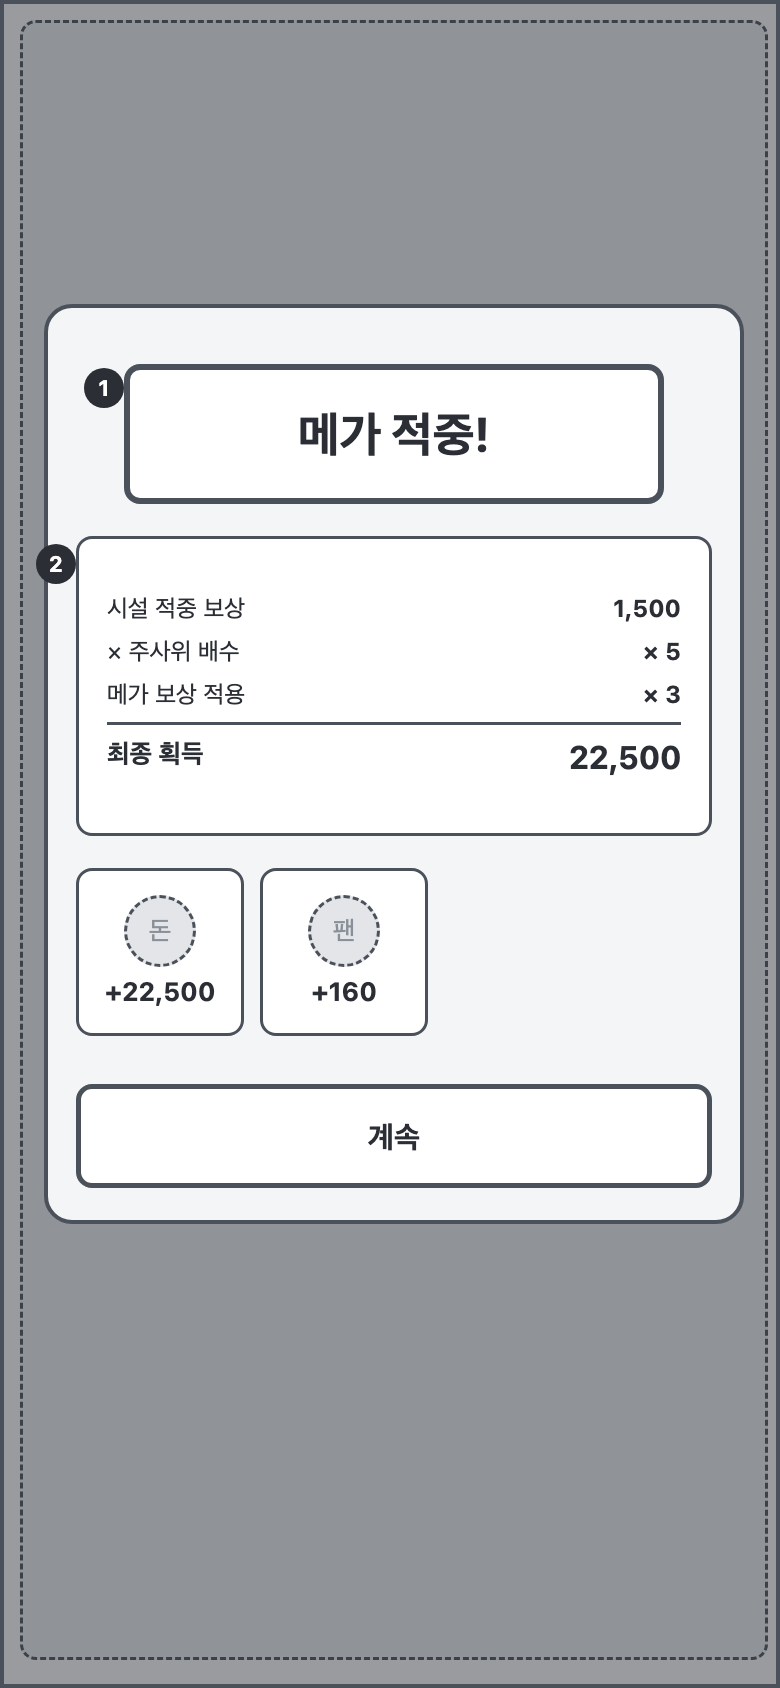 1
메가 적중!
2
시설 적중 보상 1,500
× 주사위 배수 × 5
메가 보상 적용 × 3
최종 획득 22,500
돈
+22,500
팬
+160
계속